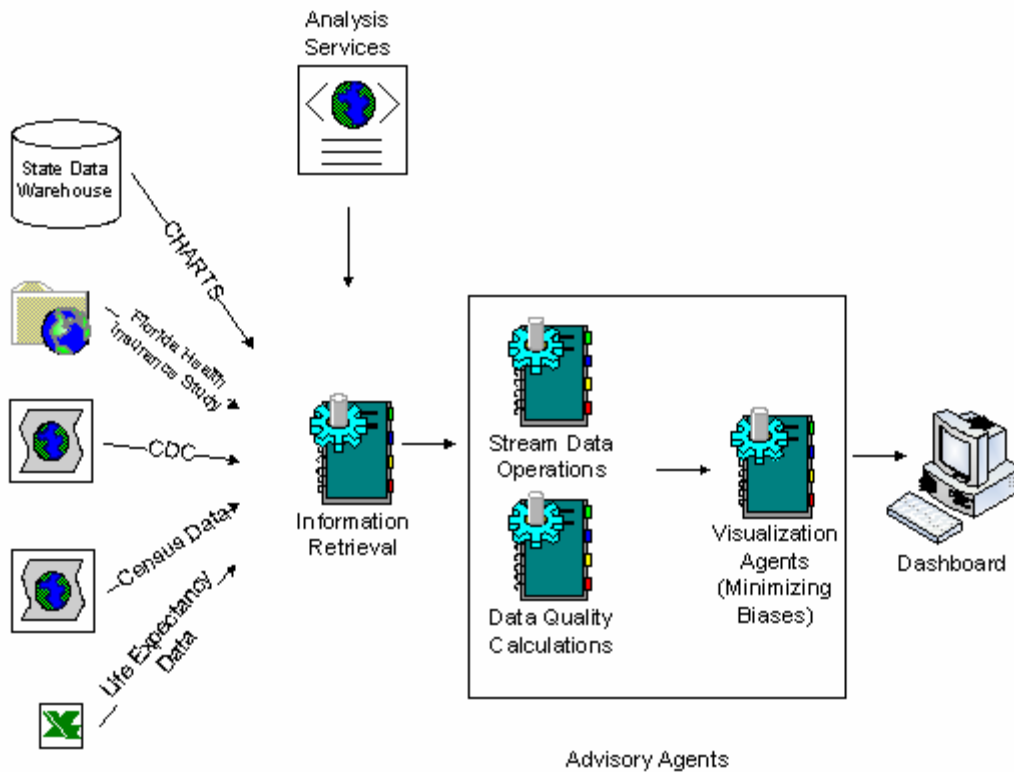 Analysis
Services
State Data
Warehouse
CHARTS
Florida Health
Insurance Study
CDC
Census Data
Life Expectancy
Data
Information
Retrieval
Stream Data
Operations
Data Quality
Calculations
Visualization
Agents
(Minimizing
Biases)
Dashboard
Advisory Agents